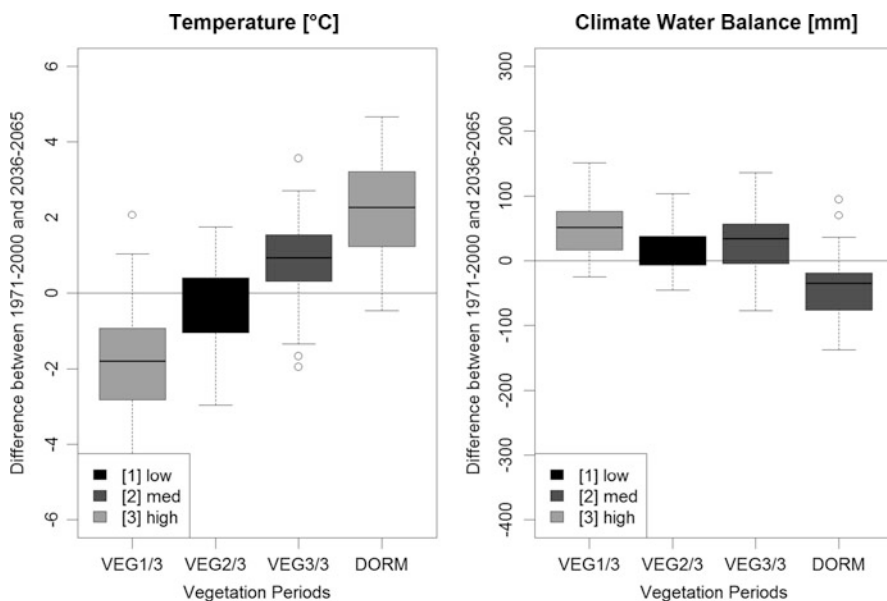 Temperature [°C]
Difference between 1971-2000 and 2036-2065
6
4
2
0
-2
-4
-6
[1] low
[2] med
[3] high
VEG1/3 VEG2/3 VEG3/3 DORM
Vegetation Periods
Climate Water Balance [mm]
Difference between 1971-2000 and 2036-2065
300
200
100
0
-100
-200
-300
-400
[1] low
[2] med
[3] high
VEG1/3 VEG2/3 VEG3/3 DORM
Vegetation Periods